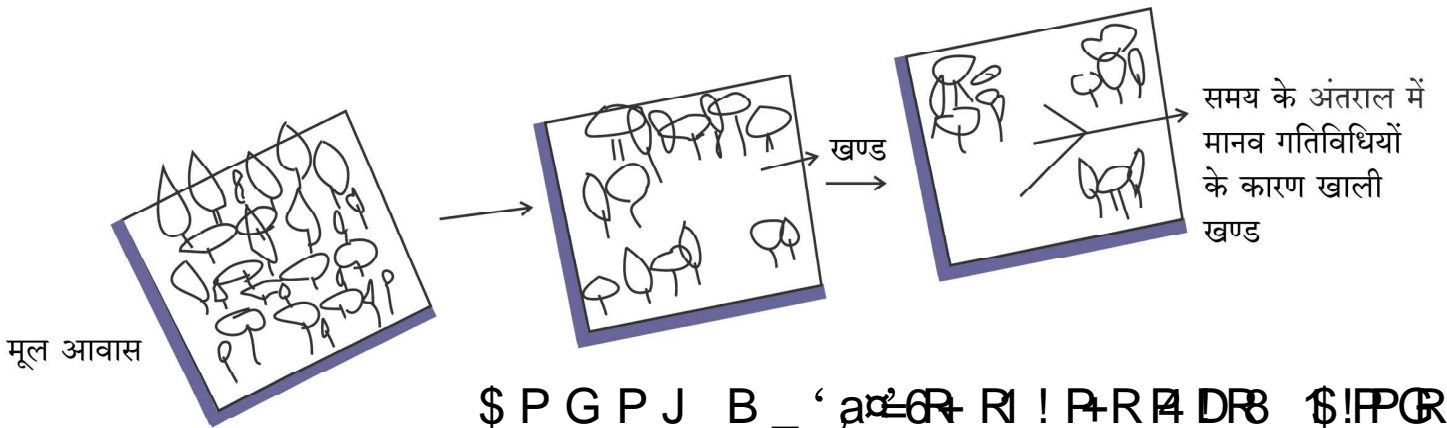 मूल आवास
खण्ड
समय के अंतराल में
मानव गतिविधियों
के कारण खाली
खण्ड
$ P G P J B _ ‘